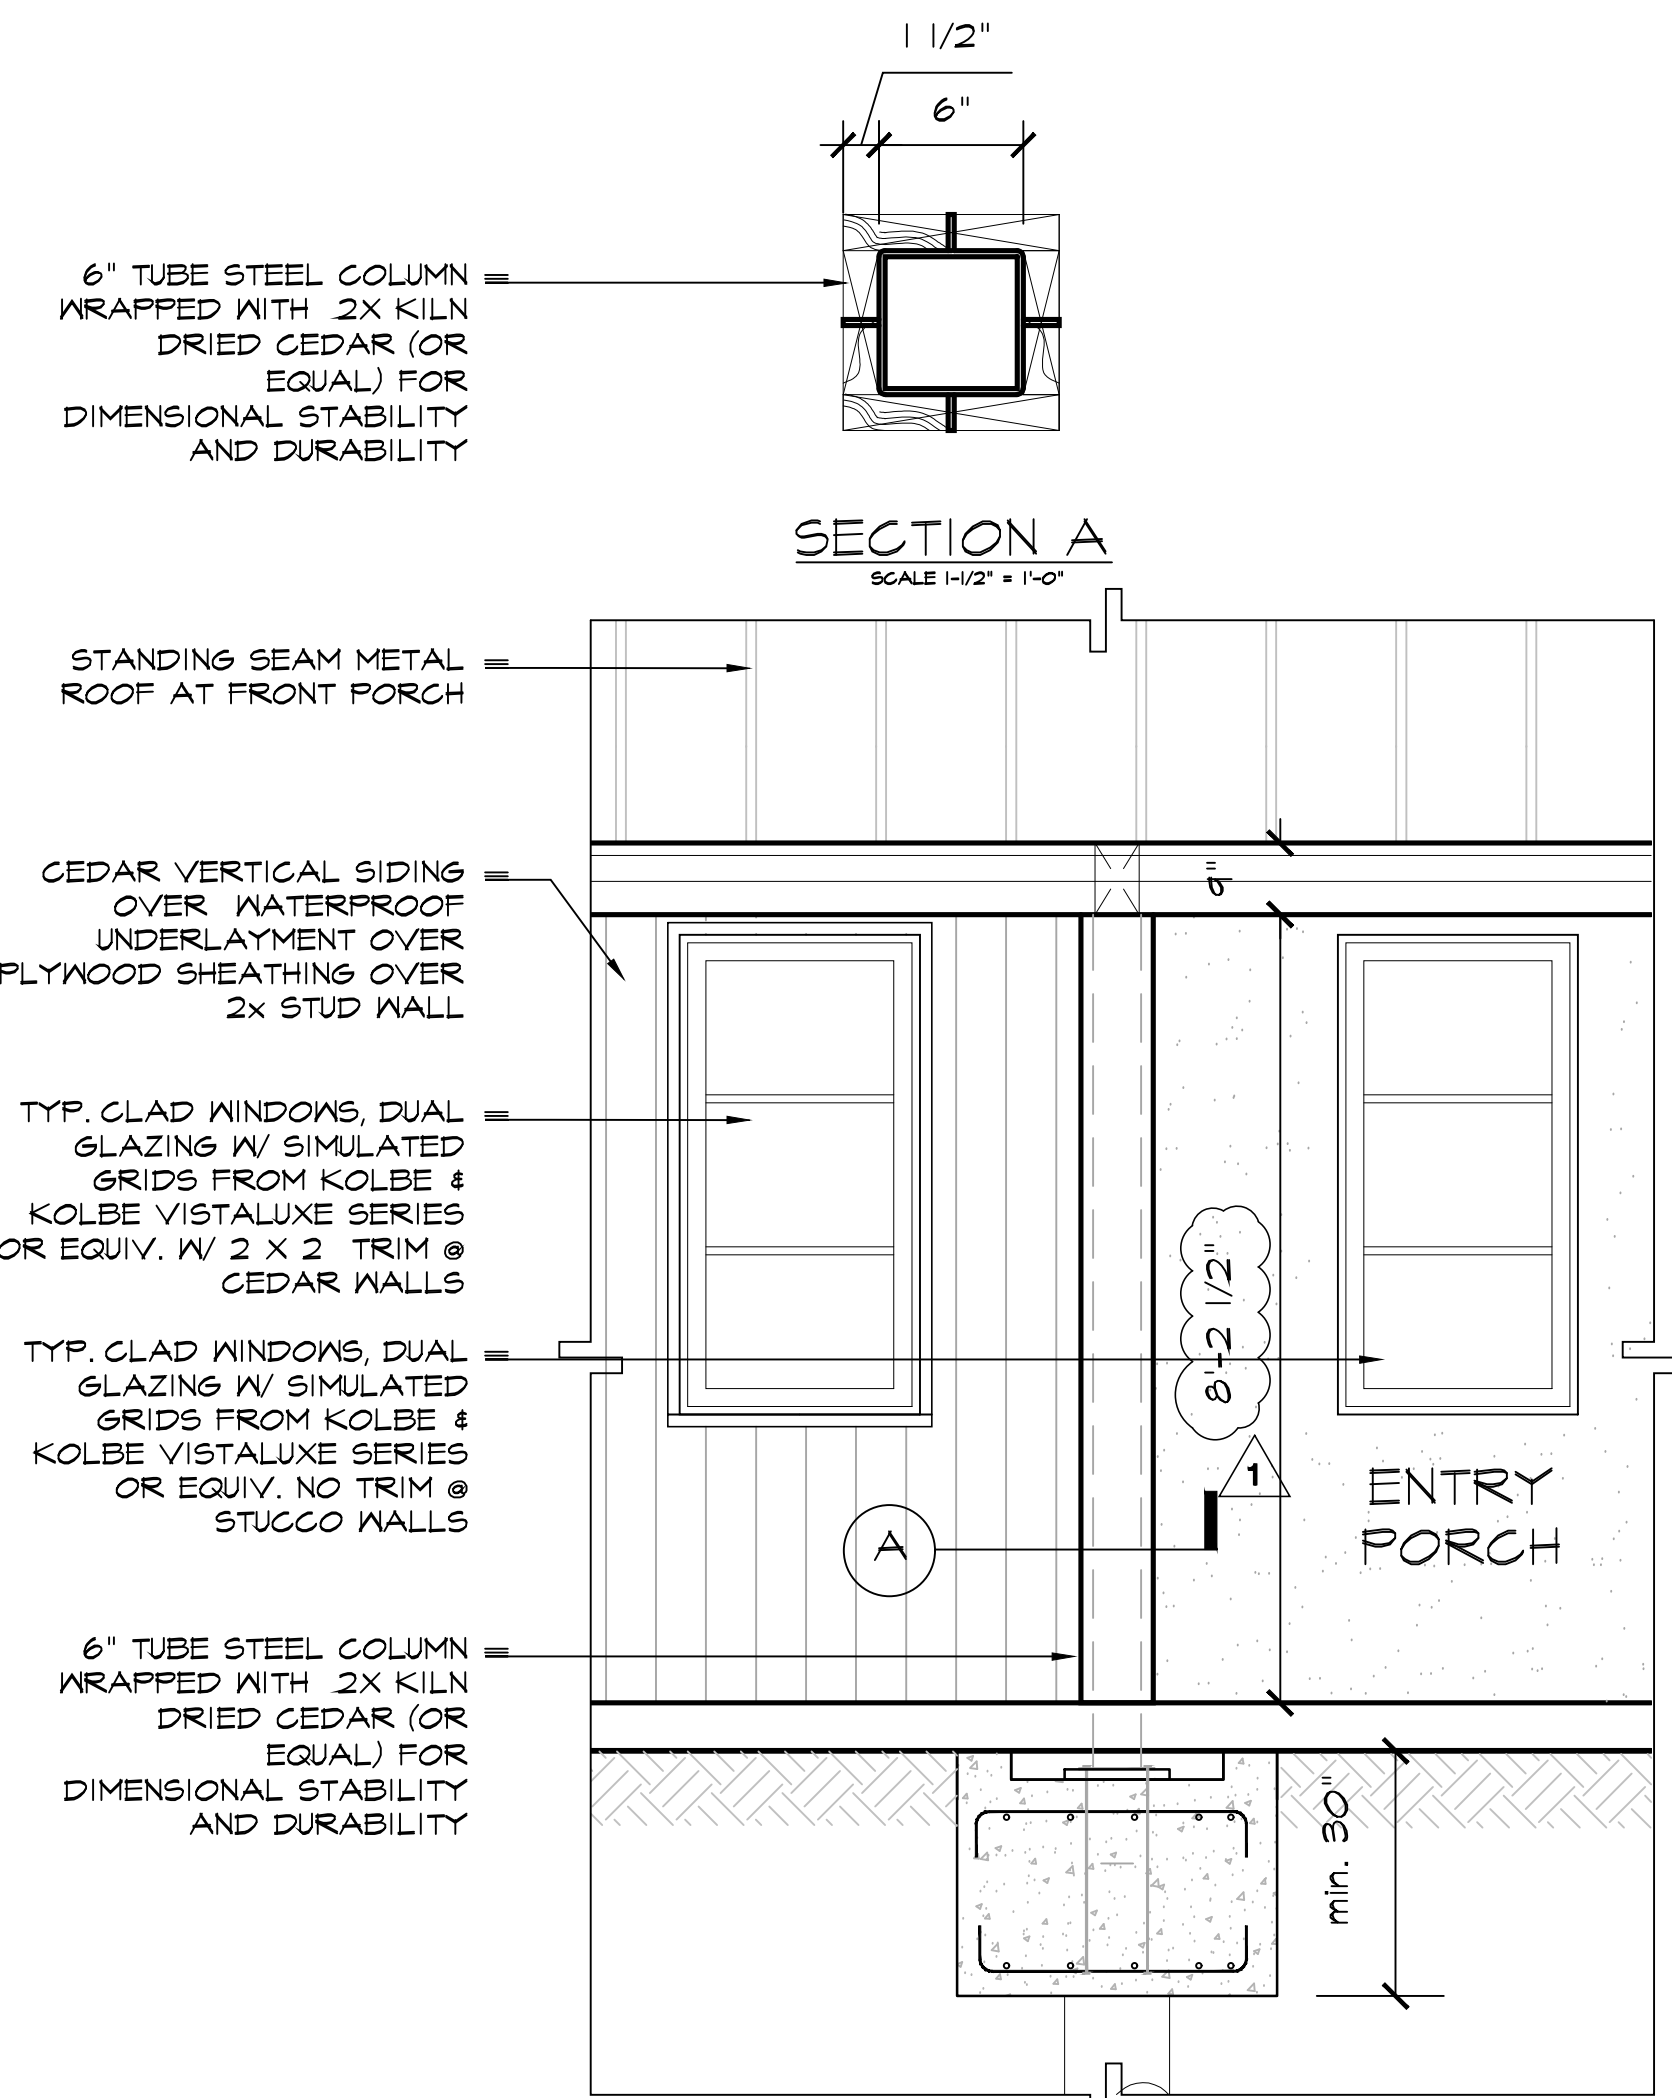 1 1/2"
6"
6" TUBE STEEL COLUMN
WRAPPED WITH 2X KILN
DRIED CEDAR (OR
EQUAL) FOR
DIMENSIONAL STABILITY
AND DURABILITY
SECTION A
SCALE 1-1/2" = 1'-0"
STANDING SEAM METAL
ROOF AT FRONT PORCH
CEDAR VERTICAL SIDING
OVER WATERPROOF
UNDERLAYMENT OVER
PLYWOOD SHEATHING OVER
2x STUD WALL
9"
TYP. CLAD WINDOWS, DUAL
GLAZING W/ SIMULATED
GRIDS FROM KOLBE &
KOLBE VISTALUXE SERIES
OR EQUIV. W/ 2 X 2 TRIM @
CEDAR WALLS
8'-2 1/2"
TYP. CLAD WINDOWS, DUAL
GLAZING W/ SIMULATED
GRIDS FROM KOLBE &
KOLBE VISTALUXE SERIES
OR EQUIV. NO TRIM @
STUCCO WALLS
1
A
ENTRY
PORCH
6" TUBE STEEL COLUMN
WRAPPED WITH 2X KILN
DRIED CEDAR (OR
EQUAL) FOR
DIMENSIONAL STABILITY
AND DURABILITY
min. 30"